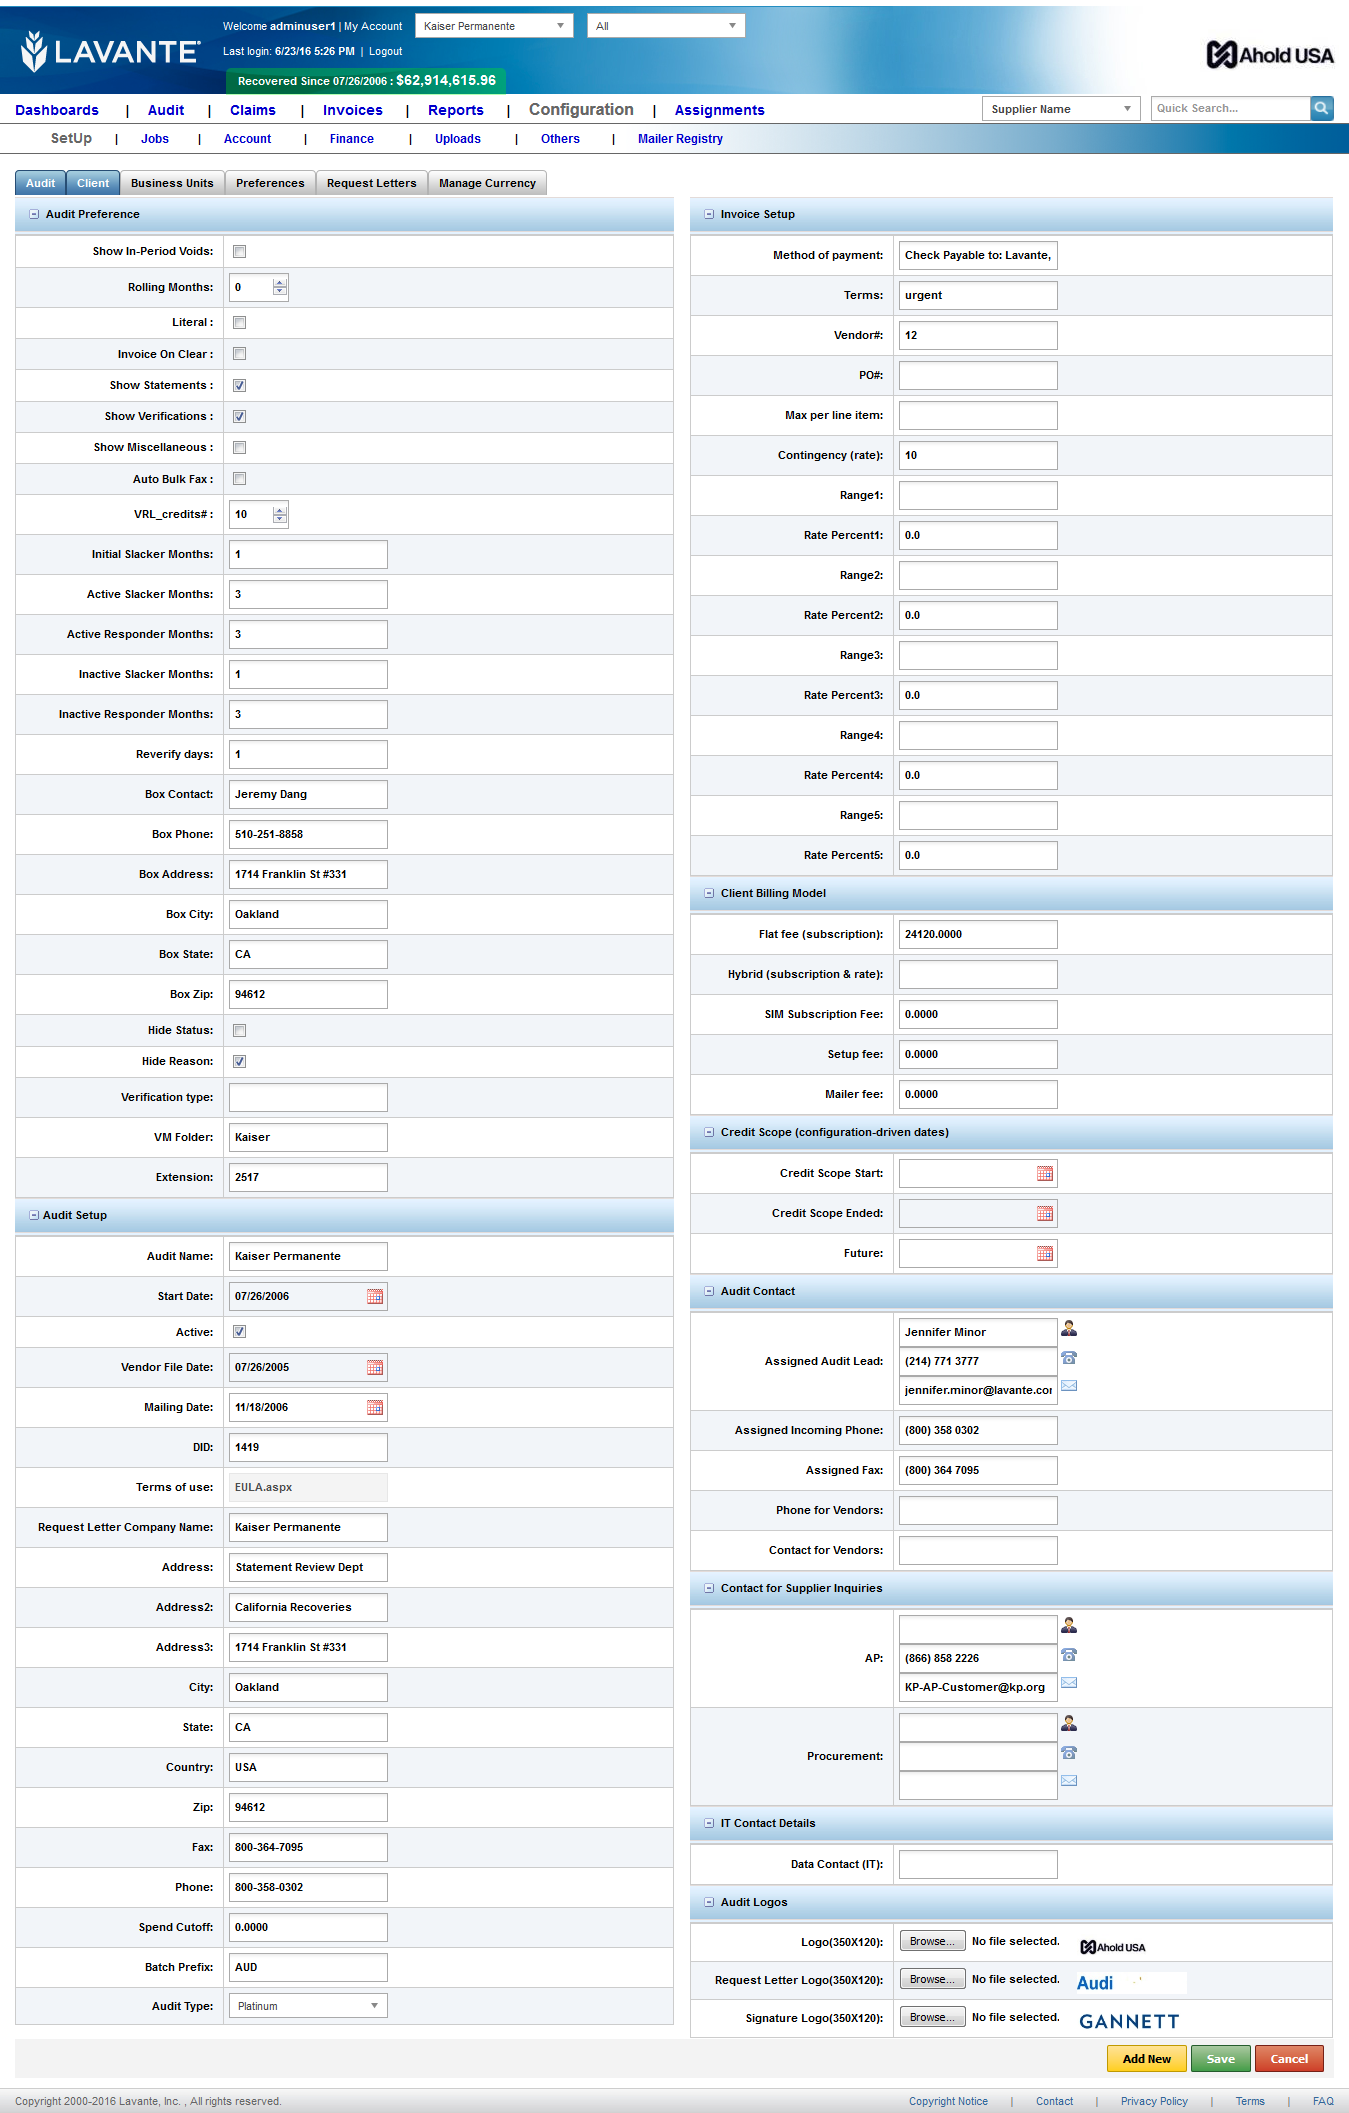 Welcome adminuser1 | My Account
Kaiser Permanente
All
LAVANTE
Last login: 6/23/16 5:26 PM | Logout
Recovered Since 07/26/2006 : $62,914,615.96
Ahold USA
Dashboards | Audit | Claims | Invoices | Reports | Configuration | Assignments
Supplier Name
Quick Search...
SetUp | Jobs | Account | Finance | Uploads | Others | Mailer Registry
Audit Client Business Units Preferences Request Letters Manage Currency
Audit Preference
Show In-Period Voids:
Rolling Months: 0
Literal :
Invoice On Clear :
Show Statements :
Show Verifications :
Show Miscellaneous :
Auto Bulk Fax :
VRL_credits# : 10
Initial Slacker Months: 1
Active Slacker Months: 3
Active Responder Months: 3
Inactive Slacker Months: 1
Inactive Responder Months: 3
Reverify days: 1
Box Contact: Jeremy Dang
Box Phone: 510-251-8858
Box Address: 1714 Franklin St #331
Box City: Oakland
Box State: CA
Box Zip: 94612
Hide Status:
Hide Reason:
Verification type:
VM Folder: Kaiser
Extension: 2517
Audit Setup
Audit Name: Kaiser Permanente
Start Date: 07/26/2006
Active:
Vendor File Date: 07/26/2005
Mailing Date: 11/18/2006
DID: 1419
Terms of use: EULA.aspx
Request Letter Company Name: Kaiser Permanente
Address: Statement Review Dept
Address2: California Recoveries
Address3: 1714 Franklin St #331
City: Oakland
State: CA
Country: USA
Zip: 94612
Fax: 800-364-7095
Phone: 800-358-0302
Spend Cutoff: 0.0000
Batch Prefix: AUD
Audit Type: Platinum
Invoice Setup
Method of payment: Check Payable to: Lavante,
Terms: urgent
Vendor#: 12
PO#:
Max per line item:
Contingency (rate): 10
Range1:
Rate Percent1: 0.0
Range2:
Rate Percent2: 0.0
Range3:
Rate Percent3: 0.0
Range4:
Rate Percent4: 0.0
Range5:
Rate Percent5: 0.0
Client Billing Model
Flat fee (subscription): 24120.0000
Hybrid (subscription & rate):
SIM Subscription Fee: 0.0000
Setup fee: 0.0000
Mailer fee: 0.0000
Credit Scope (configuration-driven dates)
Credit Scope Start:
Credit Scope Ended:
Future:
Audit Contact
Jennifer Minor
Assigned Audit Lead: (214) 771 3777
jennifer.minor@lavante.cor
Assigned Incoming Phone: (800) 358 0302
Assigned Fax: (800) 364 7095
Phone for Vendors:
Contact for Vendors:
Contact for Supplier Inquiries
AP: (866) 858 2226
KP-AP-Customer@kp.org
Procurement:
IT Contact Details
Data Contact (IT):
Audit Logos
Logo(350X120): Browse... No file selected. Ahold USA
Request Letter Logo(350X120): Browse... No file selected. Audi
Signature Logo(350X120): Browse... No file selected. GANNETT
Add New Save Cancel
Copyright 2000-2016 Lavante, Inc. , All rights reserved.
Copyright Notice | Contact | Privacy Policy | Terms | FAQ